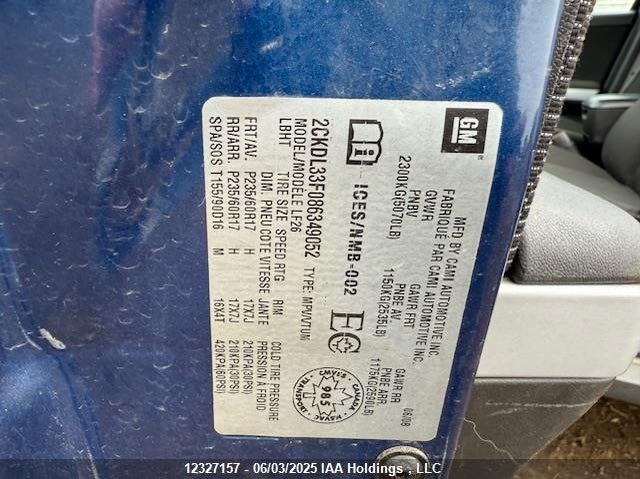 GM
MFD BY CAMI AUTOMOTIVE INC.
FABRIQUE PAR CAMI AUTOMOTIVE INC.
06/08
GVWR GAWR FRT GAWR RR
PNBV PNBE AV. PNBE ARR.
2300KG(5070LB) 1150KG(2535LB) 1175KG(2590LB)
ICES/NMB-002
CANADA
985
TRANSPORT
2CKDL33F086349052 TYPE: MPV/VTUM
MODEL/MODELE LF26
LBHT TIRE SIZE SPEED RTG RIM COLD TIRE PRESSURE
DIM. PNEU COTE VITESSE JANTE PRESSION A FROID
FRT/AV. P235/60R17 H 17X7J 210KPA(30PSI)
RR/ARR. P235/60R17 H 17X7J 210KPA(30PSI)
SPA/SOS T155/90D16 M 16X4T 420KPA(60PSI)
12327157 - 06/03/2025 IAA Holdings , LLC